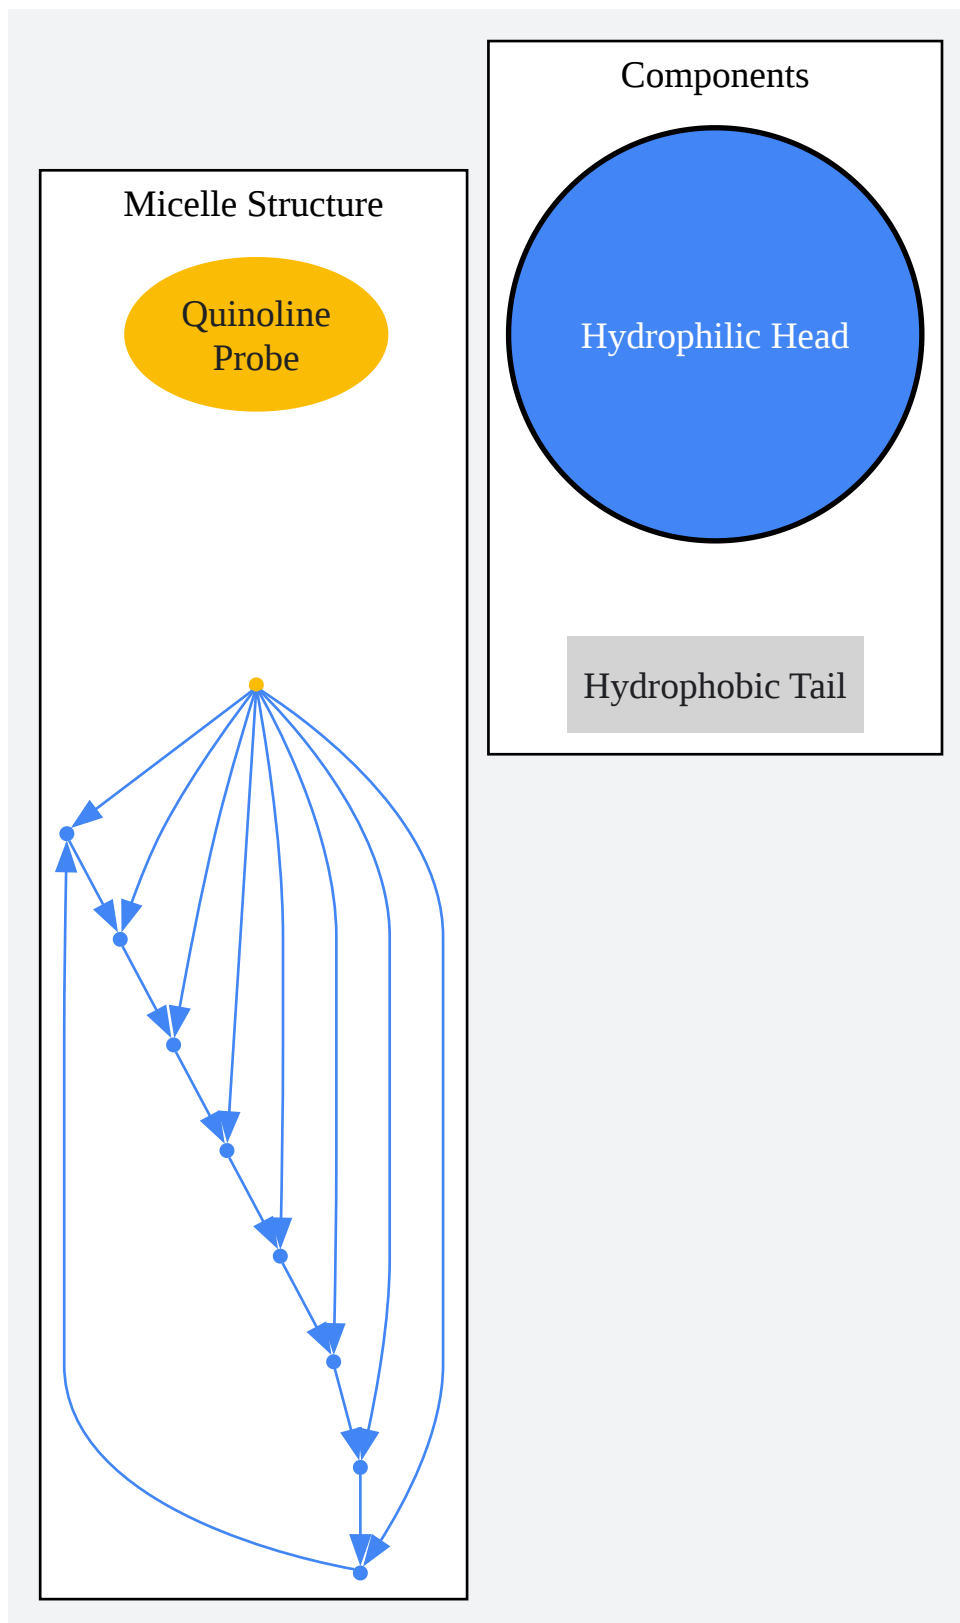 Components
Micelle Structure
Quinoline
Probe
Hydrophilic Head
Hydrophobic Tail